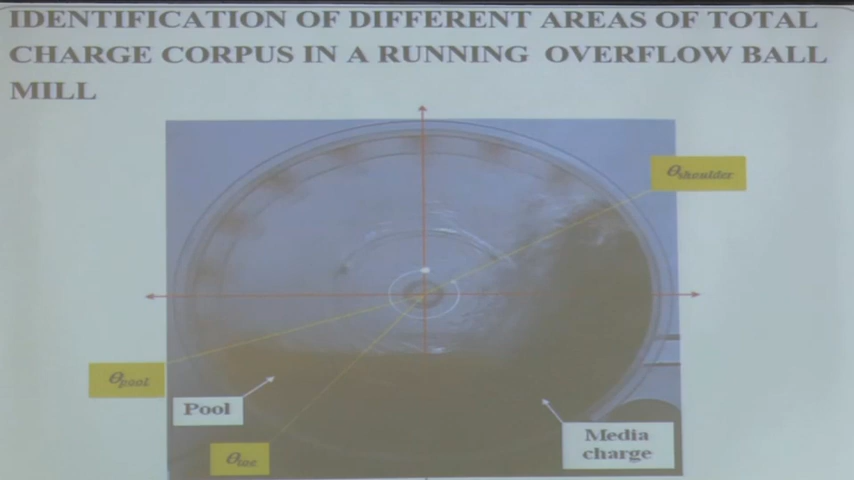 IDENTIFICATION OF DIFFERENT AREAS OF TOTAL
CHARGE CORPUS IN A RUNNING OVERFLOW BALL
MILL
θshoulder
θpool
Pool
θtoe
Media
charge